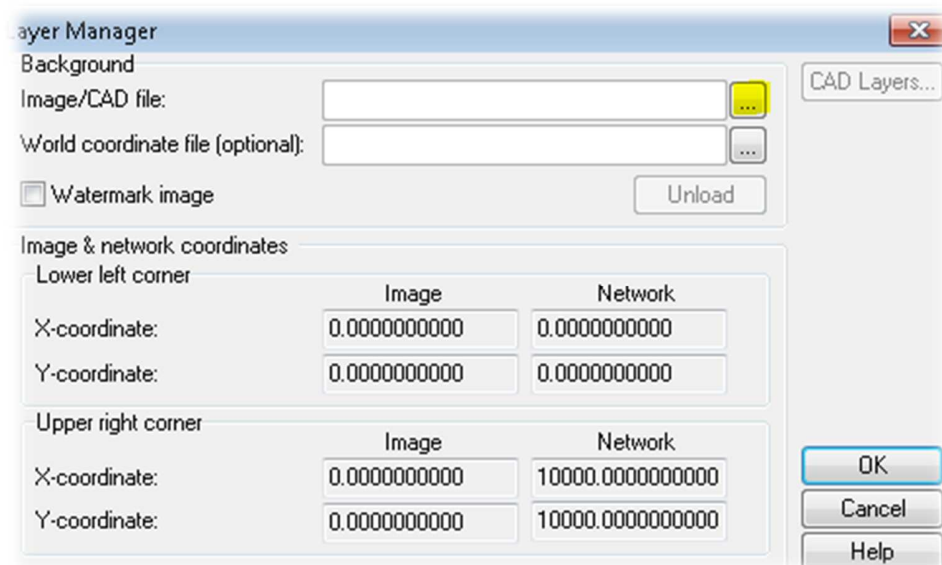 ayer Manager
Background
Image/CAD file:
...
CAD Layers...
World coordinate file (optional):
...
Watermark image
Unload
Image & network coordinates
Lower left corner
Image Network
X-coordinate: 0.0000000000 0.0000000000
Y-coordinate: 0.0000000000 0.0000000000
Upper right corner
Image Network
X-coordinate: 0.0000000000 10000.0000000000
Y-coordinate: 0.0000000000 10000.0000000000
OK
Cancel
Help